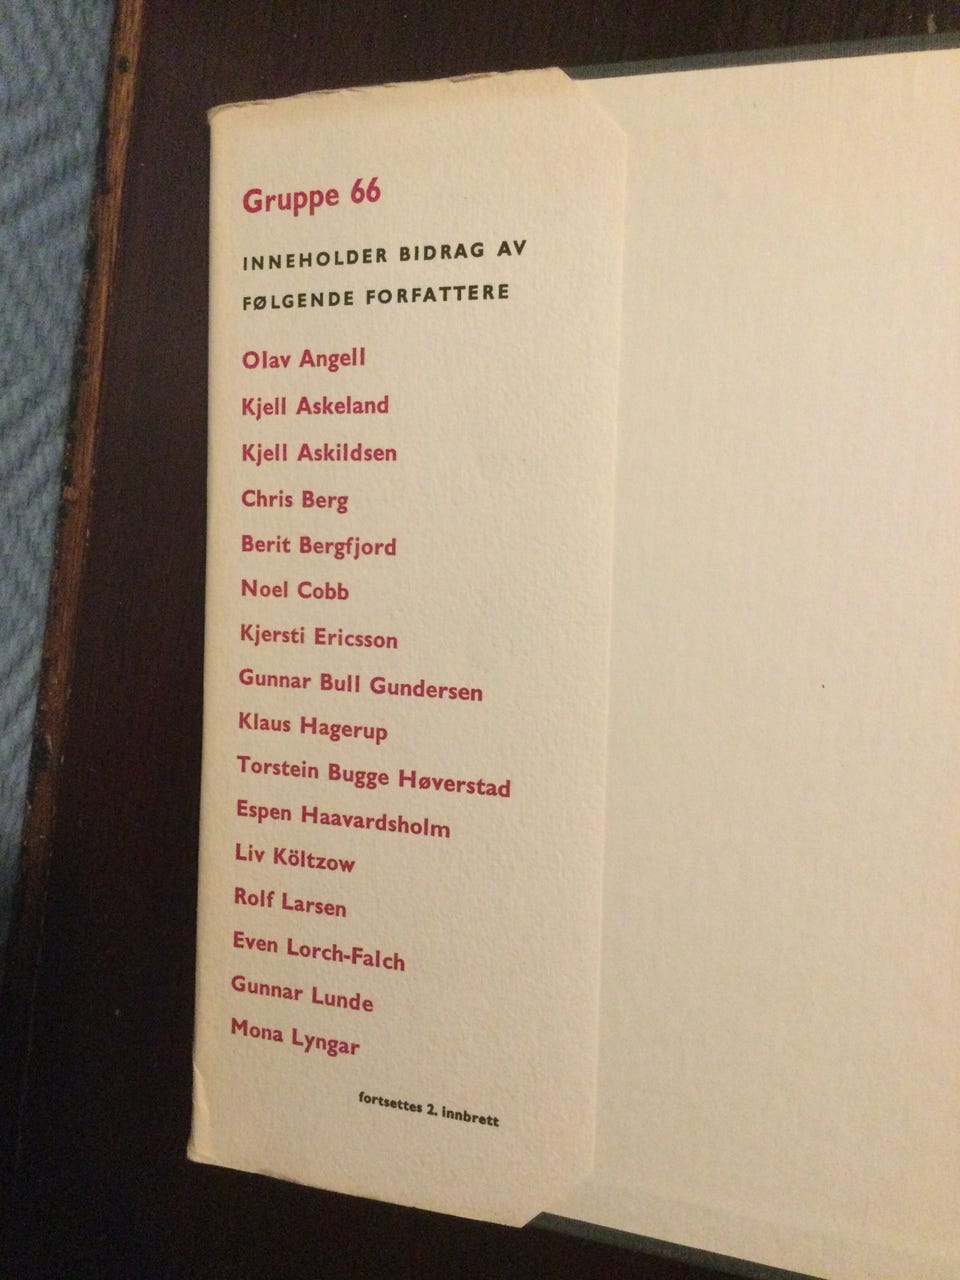 Gruppe 66
INNEHOLDER BIDRAG AV
FØLGENDE FORFATTERE
Olav Angell
Kjell Askeland
Kjell Askildsen
Chris Berg
Berit Bergfjord
Noel Cobb
Kjersti Ericsson
Gunnar Bull Gundersen
Klaus Hagerup
Torstein Bugge Høverstad
Espen Haavardsholm
Liv Költzow
Rolf Larsen
Even Lorch-Falch
Gunnar Lunde
Mona Lyngar
fortsettes 2. innbrett